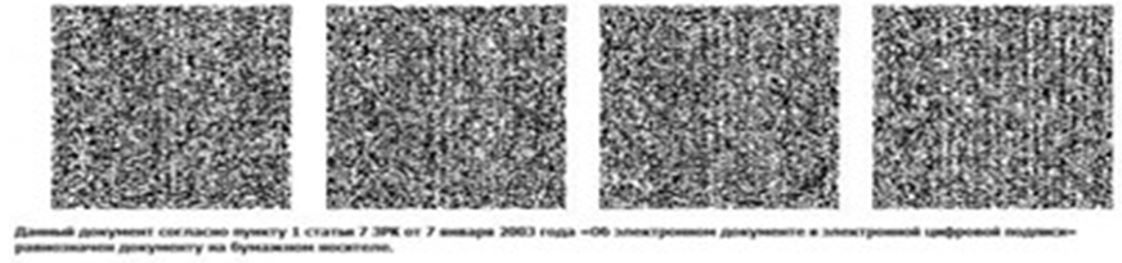 Данный документ согласно пункту 1 статьи 7 ЗРК от 7 января 2003 года «Об электронном документе и электронной цифровой подписи»
равнозначен документу на бумажном носителе.